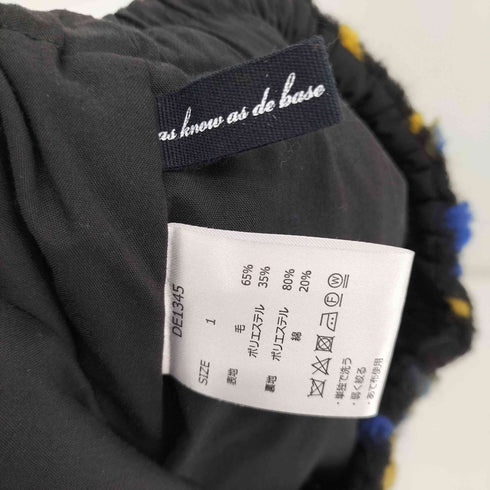 as know as de base
DE1345
SIZE 1
表地 毛 65%
ポリエステル 35%
裏地 ポリエステル 80%
綿 20%
・単独で洗う
・弱く絞る
・あて布使用